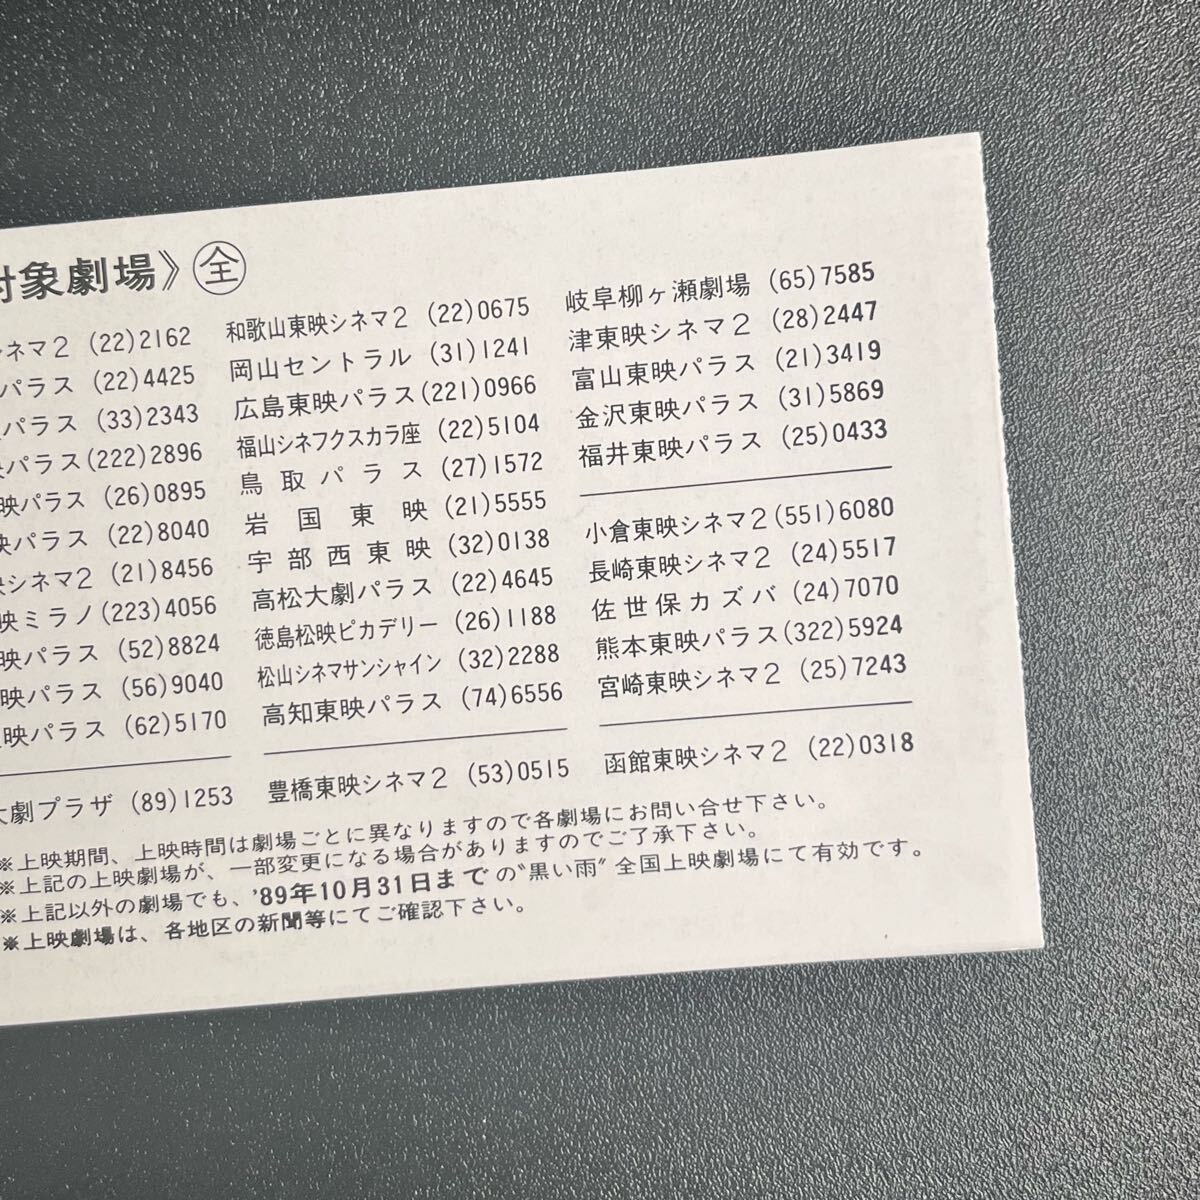 対象劇場》全
シネマ2 (22)2162
パラス (22)4425
パラス (33)2343
映パラス(222)2896
映パラス (26)0895
映パラス (22)8040
映シネマ2 (21)8456
映ミラノ(223)4056
映パラス (52)8824
映パラス (56)9040
映パラス (62)5170
大劇プラザ (89)1253
和歌山東映シネマ2 (22)0675
岡山セントラル (31)1241
広島東映パラス(221)0966
福山シネフクスカラ座 (22)5104
鳥取パラス (27)1572
岩国東映 (21)5555
宇部西東映 (32)0138
高松大劇パラス (22)4645
徳島松映ピカデリー (26)1188
松山シネマサンシャイン (32)2288
高知東映パラス (74)6556
豊橋東映シネマ2 (53)0515
岐阜柳ヶ瀬劇場 (65)7585
津東映シネマ2 (28)2447
富山東映パラス (21)3419
金沢東映パラス (31)5869
福井東映パラス (25)0433
小倉東映シネマ2(551)6080
長崎東映シネマ2 (24)5517
佐世保カズバ (24)7070
熊本東映パラス(322)5924
宮崎東映シネマ2 (25)7243
函館東映シネマ2 (22)0318
※上映期間、上映時間は劇場ごとに異なりますので各劇場にお問い合せ下さい。
※上記の上映劇場が、一部変更になる場合がありますのでご了承下さい。
※上記以外の劇場でも、'89年10月31日までの〝黒い雨〞全国上映劇場にて有効です。
※上映劇場は、各地区の新聞等にてご確認下さい。